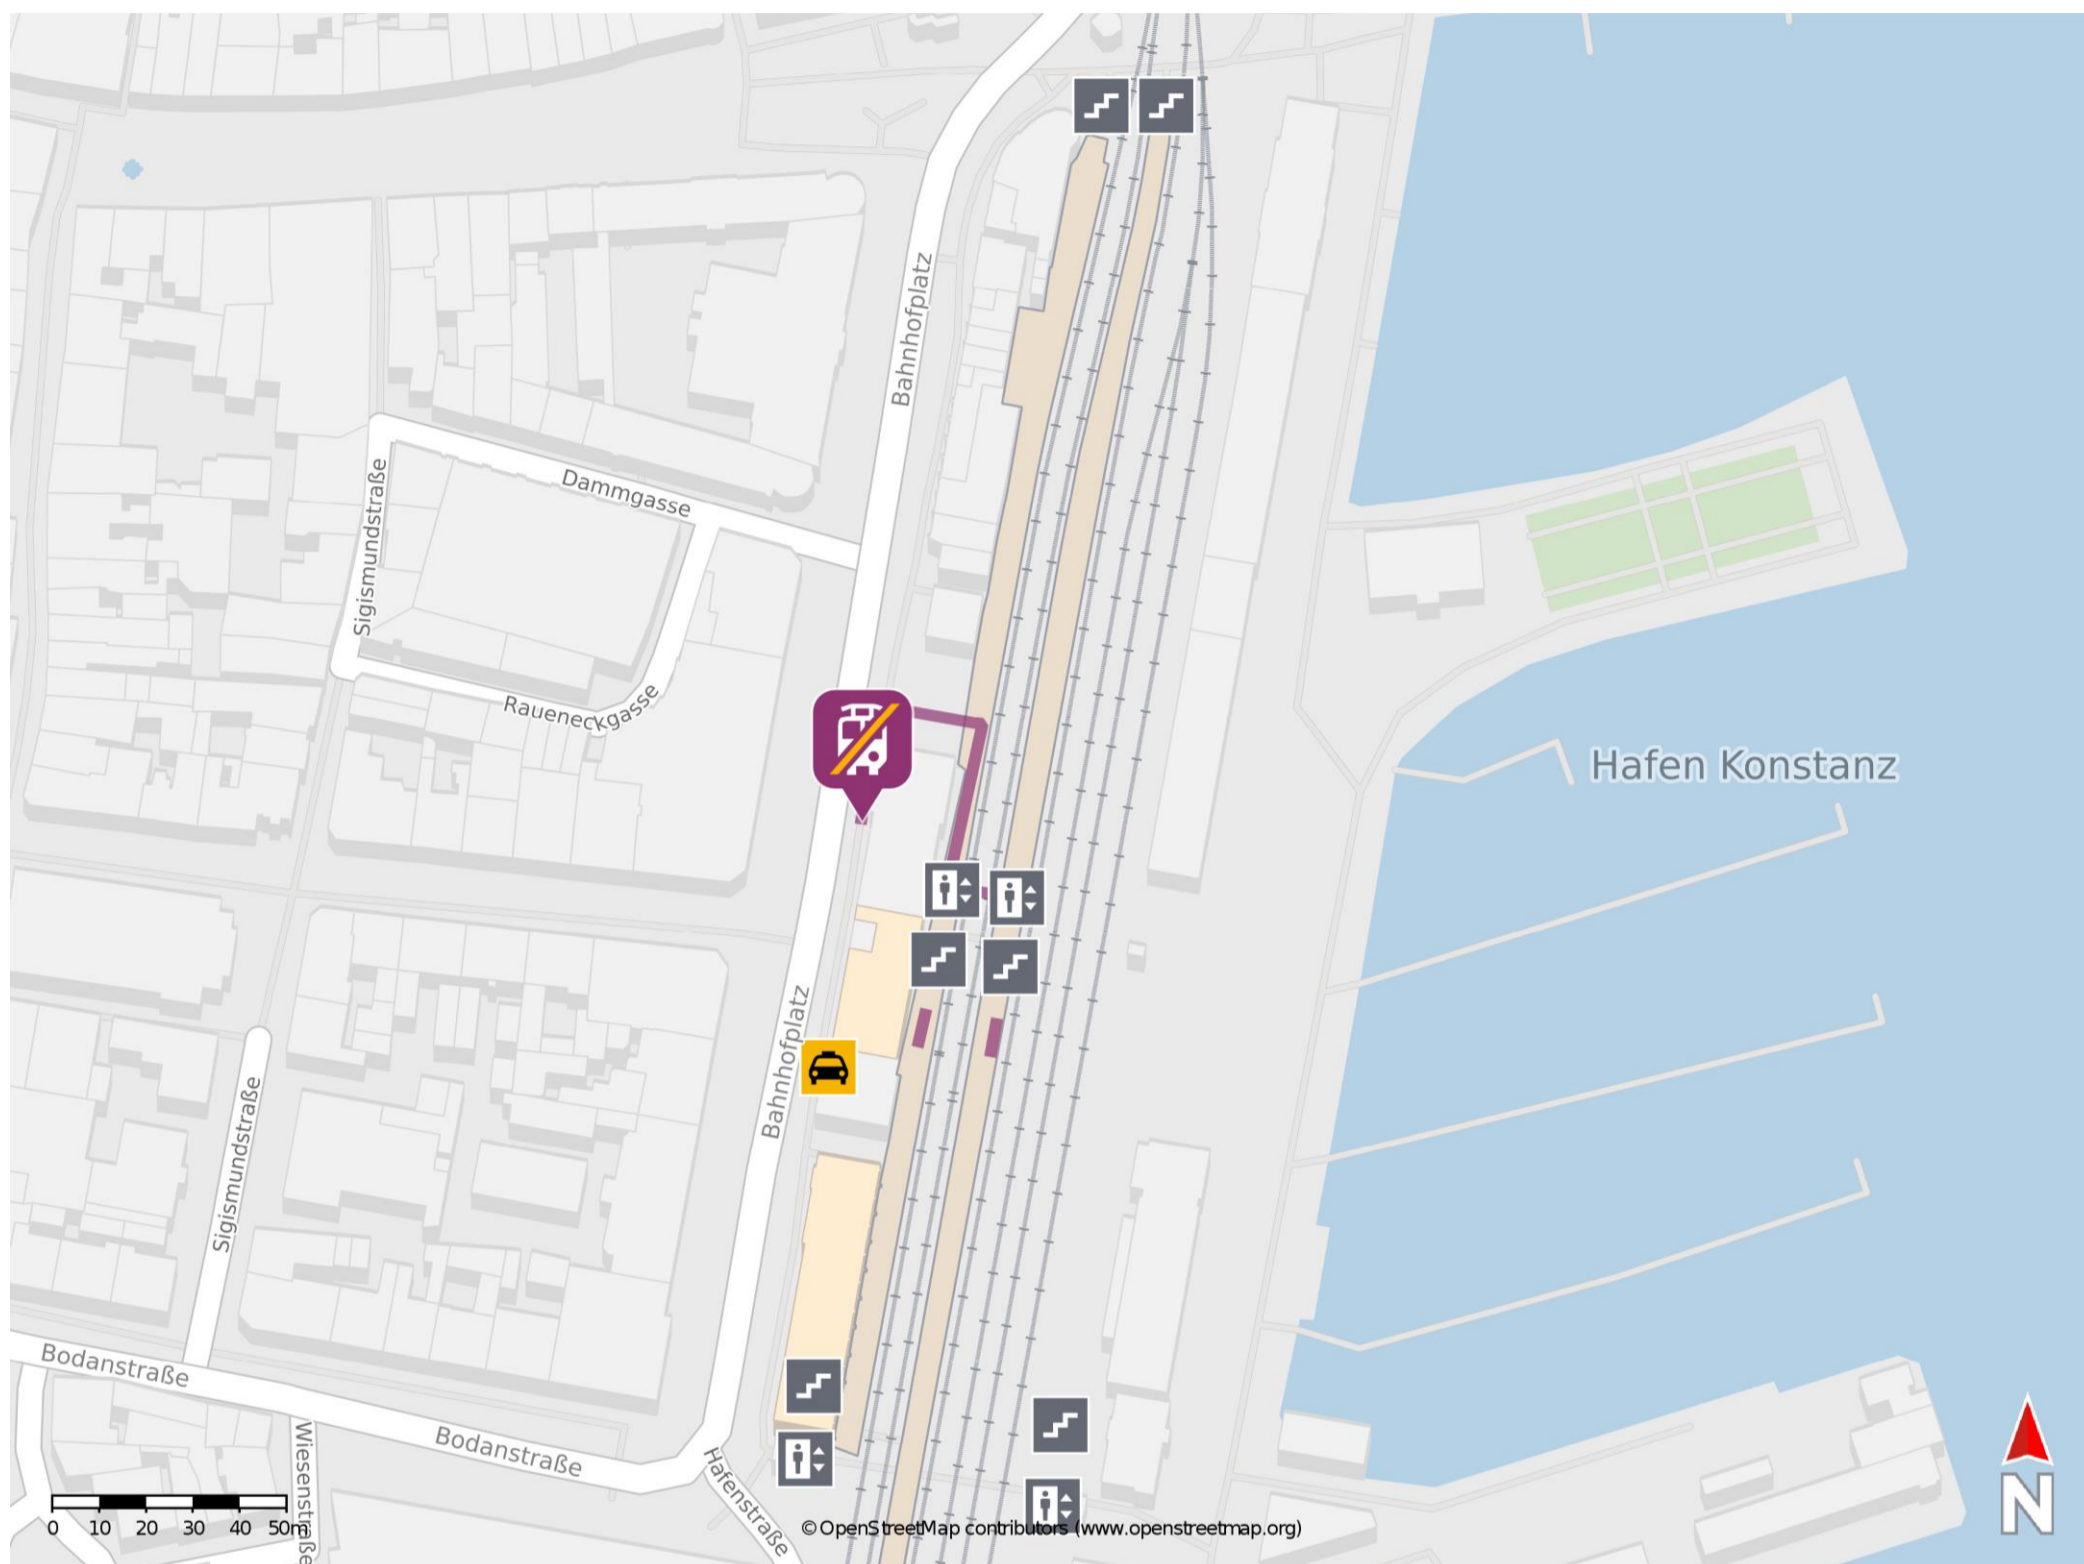 Bahnhofplatz
Dammgasse
Sigismundstraße
Raueneckgasse
Hafen Konstanz
Bahnhofplatz
Sigismundstraße
Bodanstraße
Bodanstraße
Wiesenstraße
Hafenstraße
0 10 20 30 40 50m
©OpenStreetMap contributors (www.openstreetmap.org)
N